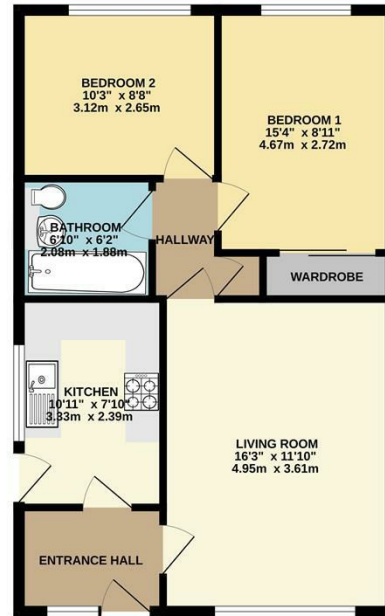 BEDROOM 2
10'3" x 8'8"
3.12m x 2.65m
BEDROOM 1
15'4" x 8'11"
4.67m x 2.72m
BATHROOM
6'10" x 6'2"
2.08m x 1.88m
HALLWAY
WARDROBE
KITCHEN
10'11" x 7'10"
3.33m x 2.39m
LIVING ROOM
16'3" x 11'10"
4.95m x 3.61m
ENTRANCE HALL